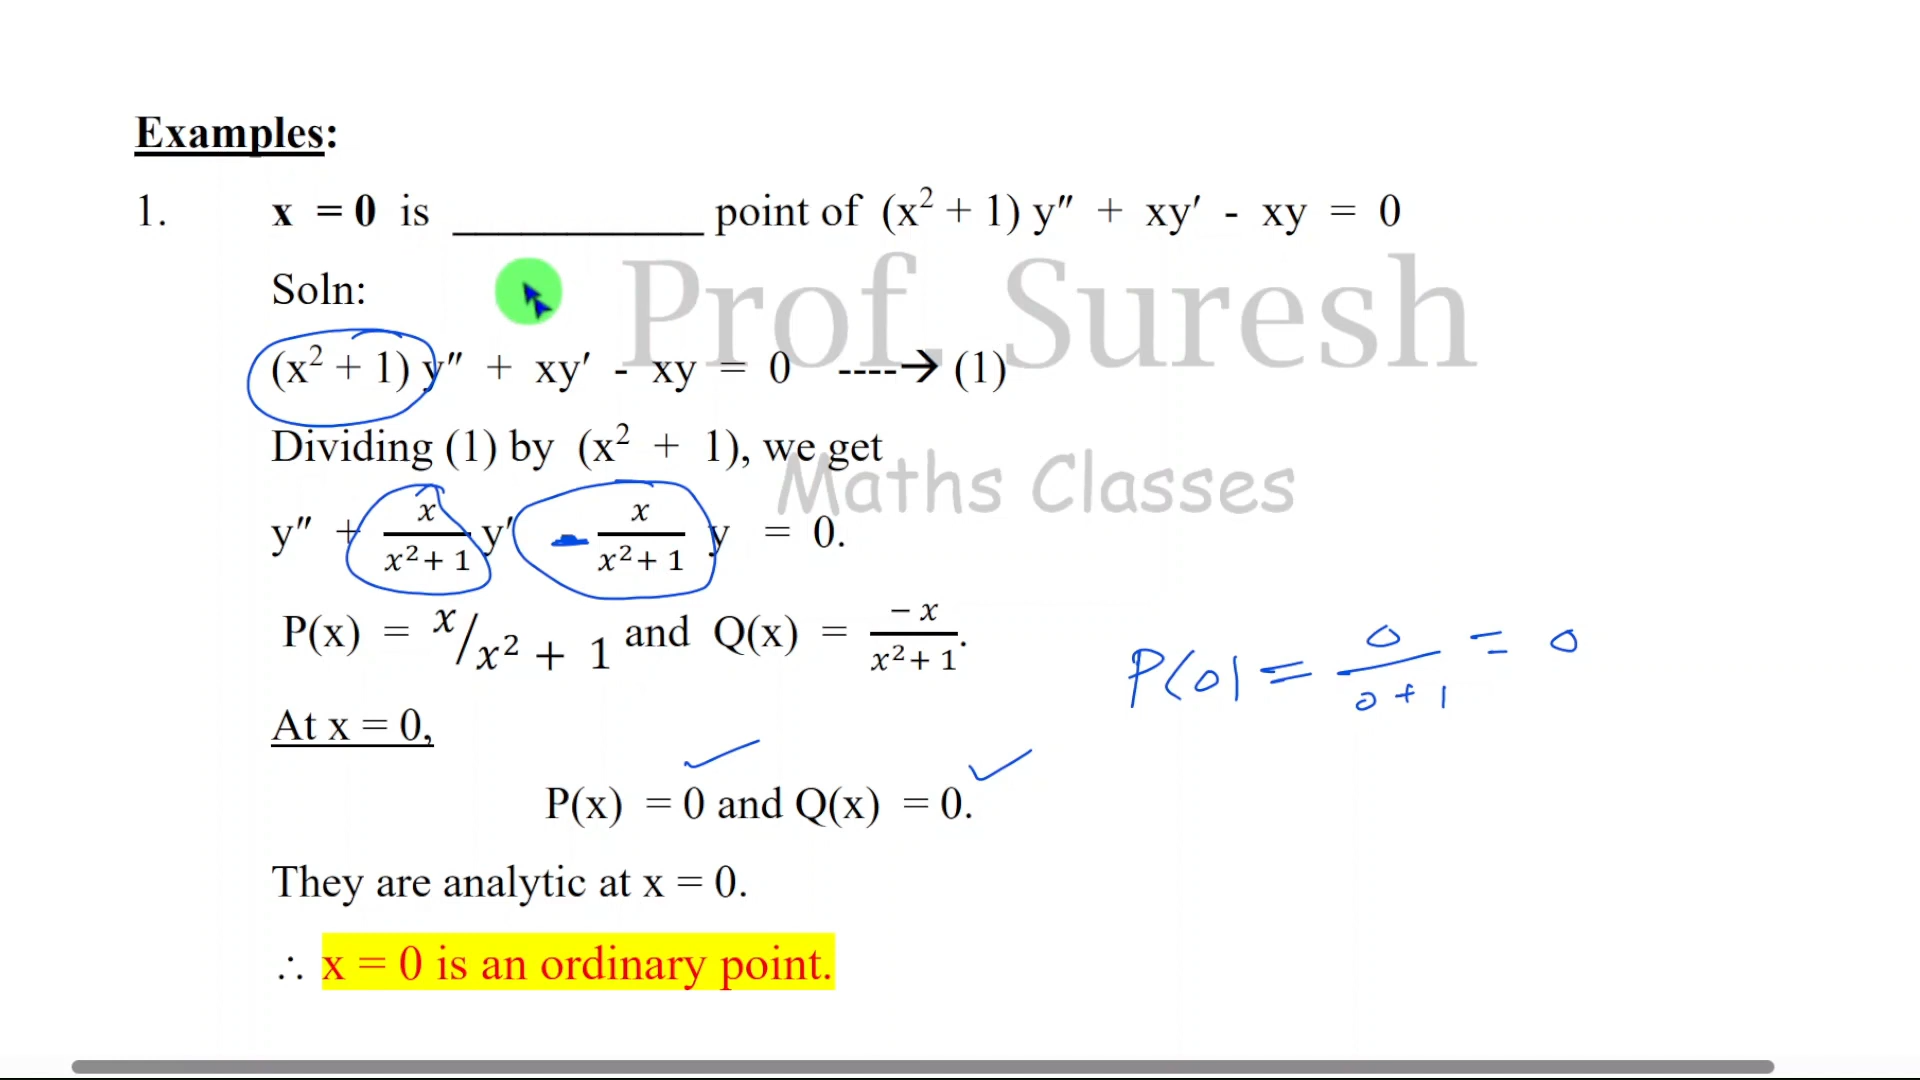 Examples:
1. x = 0 is ___________ point of (x² + 1) y″ + xy′ - xy = 0
Soln:
Prof. Suresh
(x² + 1) y″ + xy′ - xy = 0 ----→ (1)
Dividing (1) by (x² + 1), we get
Maths Classes
y″ + x/(x²+ 1) y′ - x/(x²+ 1) y = 0.
P(x) = x/x² + 1 and Q(x) = − x/(x²+ 1).
P(0) = 0/(0 + 1) = 0
At x = 0,
P(x) = 0 and Q(x) = 0.
They are analytic at x = 0.
∴ x = 0 is an ordinary point.